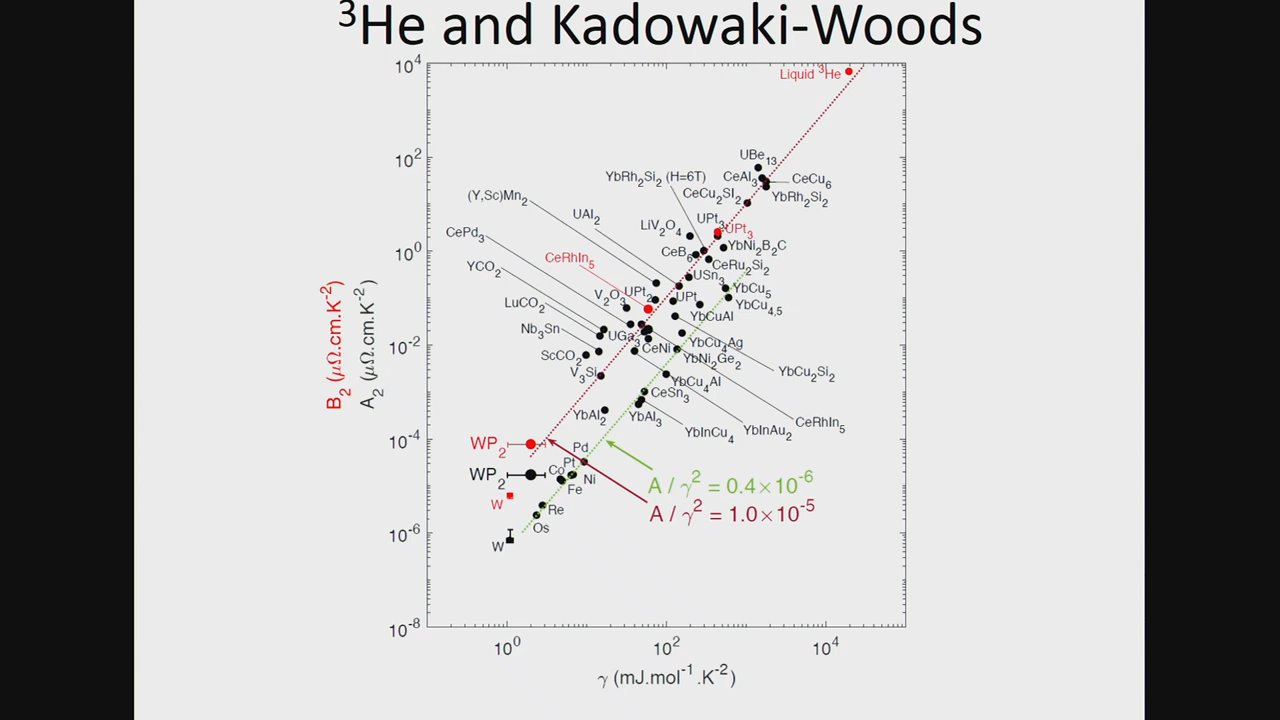 ³He and Kadowaki-Woods
10⁴
10²
10⁰
10⁻²
10⁻⁴
10⁻⁶
10⁻⁸
B₂ (μΩ.cm.K⁻²)
A₂ (μΩ.cm.K⁻²)
Liquid ³He
UBe₁₃
YbRh₂Si₂ (H=6T)
CeAl₃
CeCu₆
(Y,Sc)Mn₂
CeCu₂SI₂
YbRh₂Si₂
UAl₂
LiV₂O₄
UPt₃
UPt₃
CePd₃
CeB₆
YbNi₂B₂C
CeRhIn₅
CeRu₂Si₂
YCO₂
USn₃
V₂O₃
UPt₂
UPt
YbCu₅
LuCO₂
YbCu₄.₅
YbCuAl
Nb₃Sn
UGa₃
CeNi
YbCu₄Ag
ScCO₂
YbNi₂Ge₂
V₃Si
YbCu₂Si₂
YbCu₄Al
CeSn₃
YbAl₂
YbAl₃
CeRhIn₅
YbInCu₄
YbInAu₂
WP₂
Pd
WP₂
Co
Pt
Ni
Fe
A / γ² = 0.4×10⁻⁶
W
Re
A / γ² = 1.0×10⁻⁵
Os
W
10⁰
10²
10⁴
γ (mJ.mol⁻¹.K⁻²)